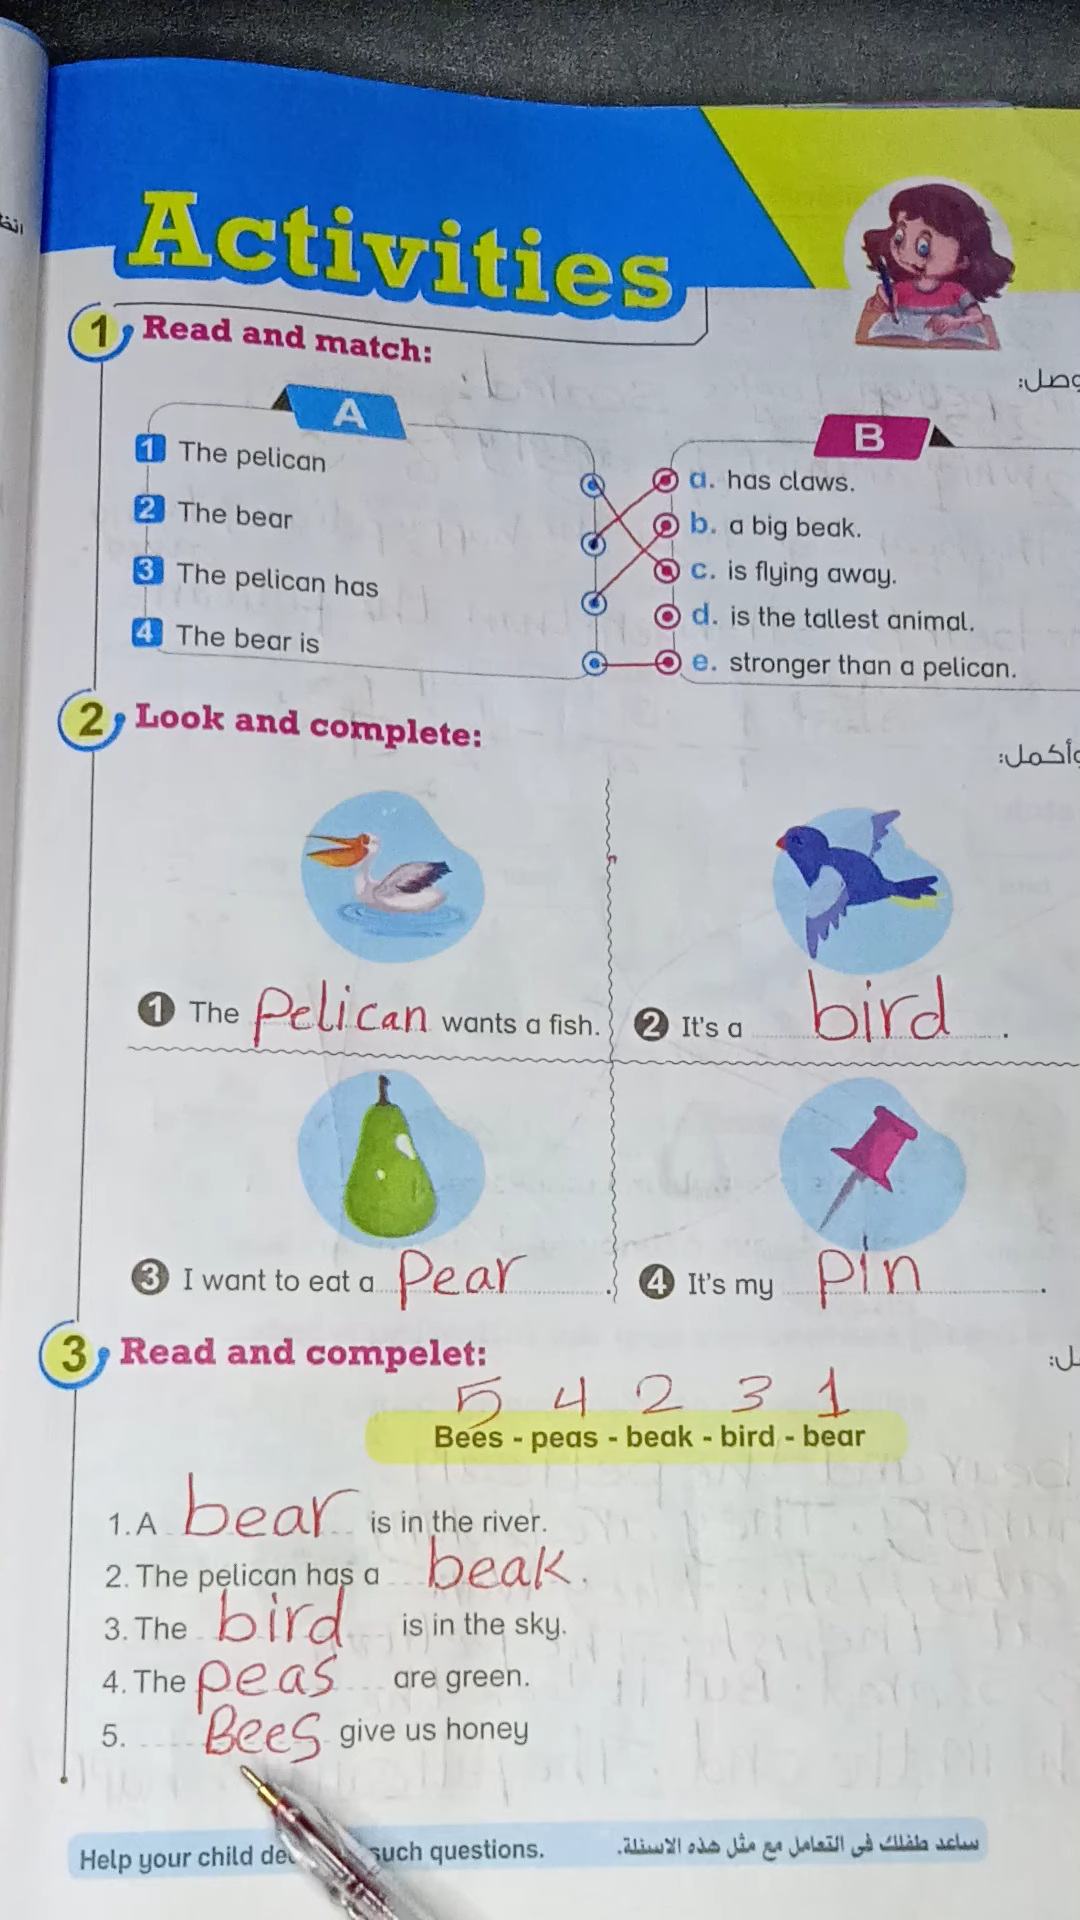 Activities
1 Read and match:
وصل:
A
B
1 The pelican
a. has claws.
2 The bear
b. a big beak.
3 The pelican has
c. is flying away.
4 The bear is
d. is the tallest animal.
e. stronger than a pelican.
2 Look and complete:
وأكمل:
1 The pelican wants a fish.
2 It's a bird.
3 I want to eat a pear.
4 It's my pin.
3 Read and compelet:
5 4 2 3 1
Bees - peas - beak - bird - bear
1. A bear is in the river.
2. The pelican has a beak.
3. The bird is in the sky.
4. The peas are green.
5. Bees give us honey
Help your child such questions.
ساعد طفلك فى التعامل مع مثل هذه الاسئلة.